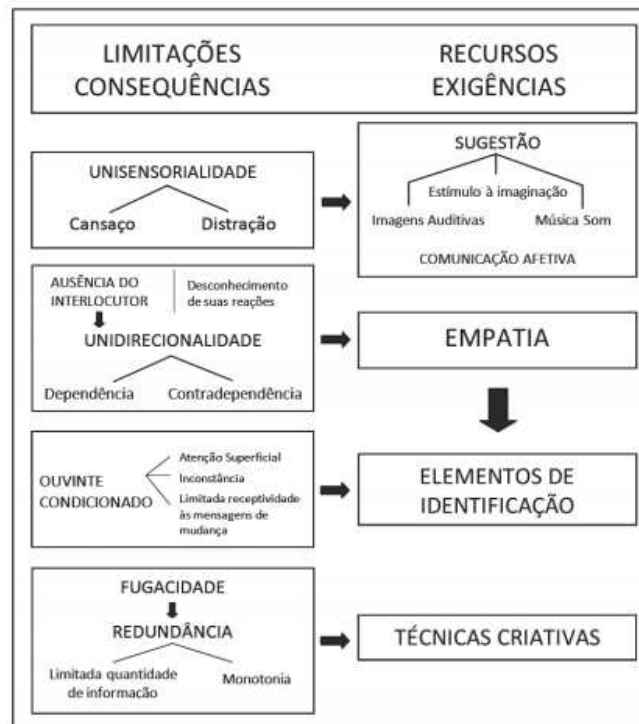 LIMITAÇÕES
CONSEQUÊNCIAS
RECURSOS
EXIGÊNCIAS
UNISENSORIALIDADE
Cansaço
Distração
SUGESTÃO
Estímulo à imaginação
Imagens Auditivas
Música Som
COMUNICAÇÃO AFETIVA
AUSÊNCIA DO
INTERLOCUTOR
Desconhecimento
de suas reações
UNIDIRECIONALIDADE
Dependência
Contradependência
EMPATIA
OUVINTE
CONDICIONADO
Atenção Superficial
Inconstância
Limitada receptividade
às mensagens de
mudança
ELEMENTOS DE
IDENTIFICAÇÃO
FUGACIDADE
REDUNDÂNCIA
Limitada quantidade
de informação
Monotonia
TÉCNICAS CRIATIVAS